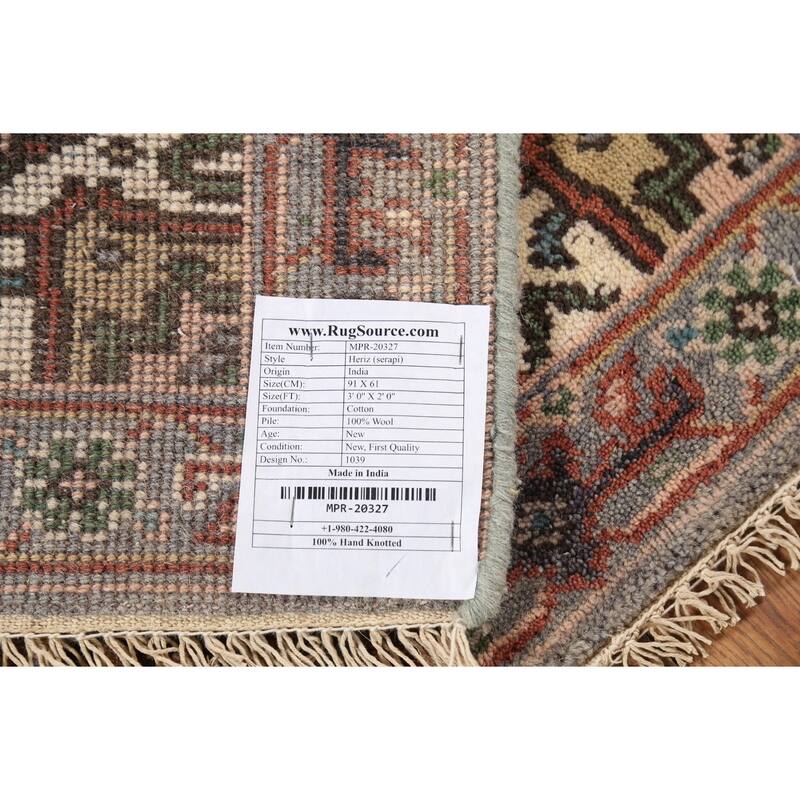 www.RugSource.com
Item Number: MPR-20327
Style Heriz (serapi)
Origin India
Size(CM): 91 X 61
Size(FT): 3' 0" X 2' 0"
Foundation: Cotton
Pile: 100% Wool
Age: New
Condition: New, First Quality
Design No.: 1039
Made in India
MPR-20327
+1-980-422-4080
100% Hand Knotted